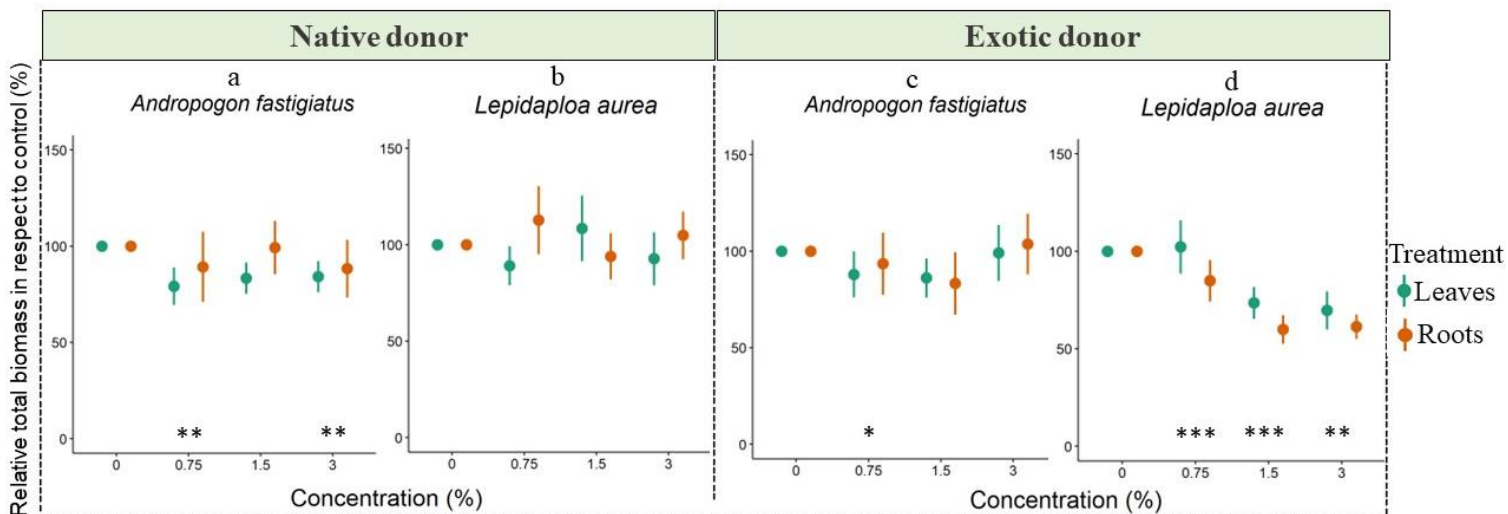 Native donor
Exotic donor
Relative total biomass in respect to control (%)
a
Andropogon fastigiatus
150
100
50
0
**
**
0
0.75
1.5
3
b
Lepidaploa aurea
150
100
50
0
0
0.75
1.5
3
Concentration (%)
c
Andropogon fastigiatus
150
100
50
0
*
0
0.75
1.5
3
d
Lepidaploa aurea
150
100
50
0
***
***
**
0
0.75
1.5
3
Concentration (%)
Treatment
Leaves
Roots